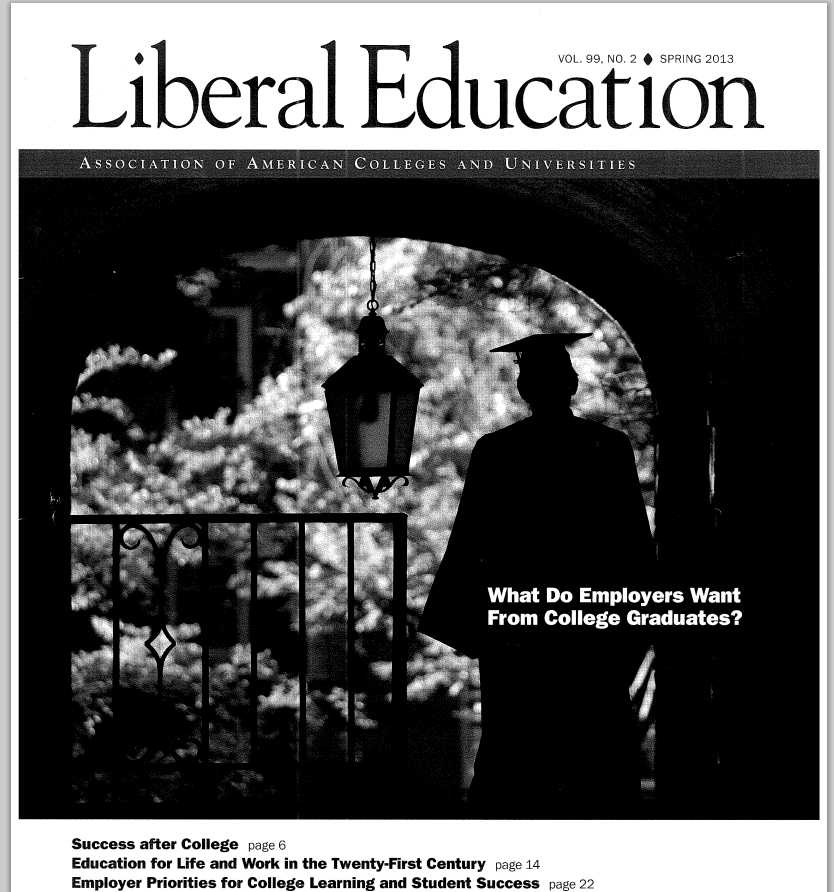 VOL. 99, NO. 2 ♦ SPRING 2013
Liberal Education
ASSOCIATION OF AMERICAN COLLEGES AND UNIVERSITIES
What Do Employers Want
From College Graduates?
Success after College page 6
Education for Life and Work in the Twenty-First Century page 14
Employer Priorities for College Learning and Student Success page 22